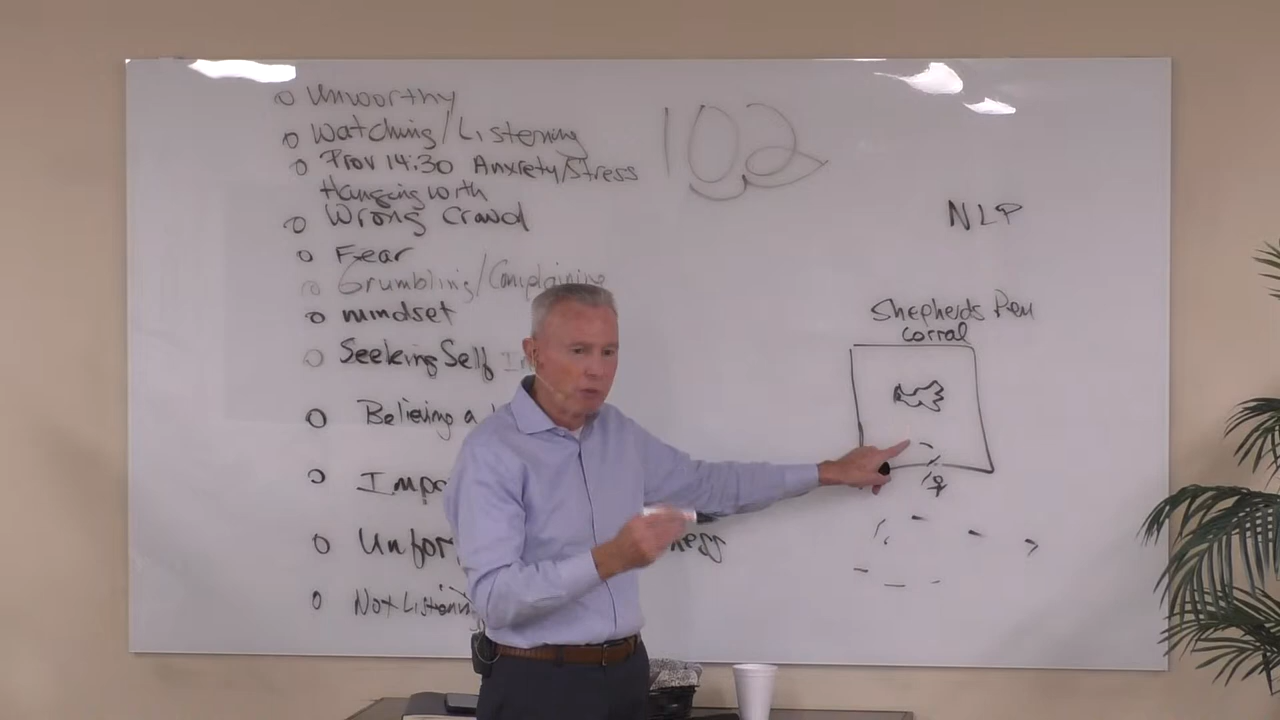 Unworthy
Watching/Listening
Prov 14:30 Anxiety/Stress
Hanging with
Wrong Crowd
Fear
Grumbling/Complaining
mindset
Seeking Self
Believing a
Unfor
Not Listening
102
NLP
Shepherds Pen
corral